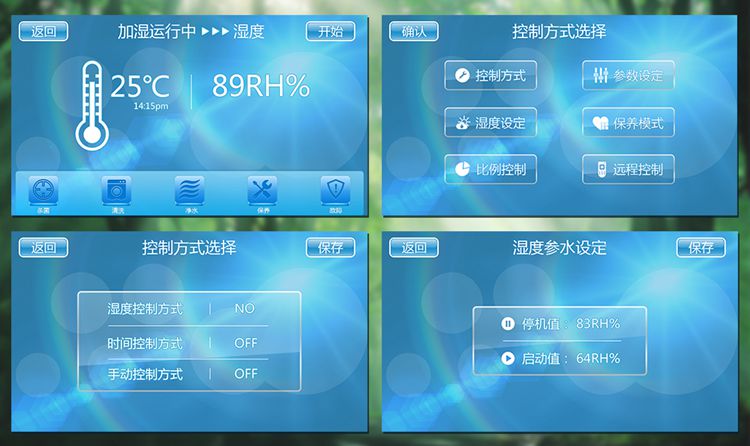 返回
加湿运行中 ▶▶▶ 湿度
开始
25℃
14:15pm
89RH%
杀菌
清洗
净水
保养
故障
确认
控制方式选择
控制方式
参数设定
湿度设定
保养模式
比例控制
远程控制
返回
控制方式选择
保存
湿度控制方式 | NO
时间控制方式 | OFF
手动控制方式 | OFF
返回
湿度参水设定
保存
停机值：83RH%
启动值：64RH%